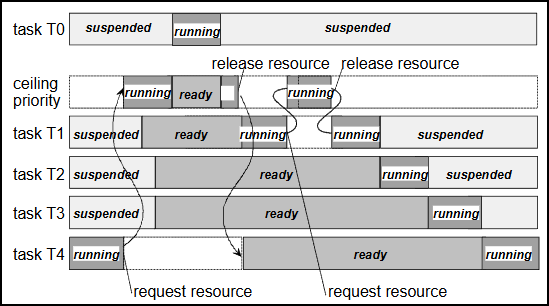 task T0 suspended running suspended
release resource release resource
ceiling priority running ready running
task T1 suspended ready running running suspended
task T2 suspended ready running suspended
task T3 suspended ready running
task T4 running ready running
request resource request resource